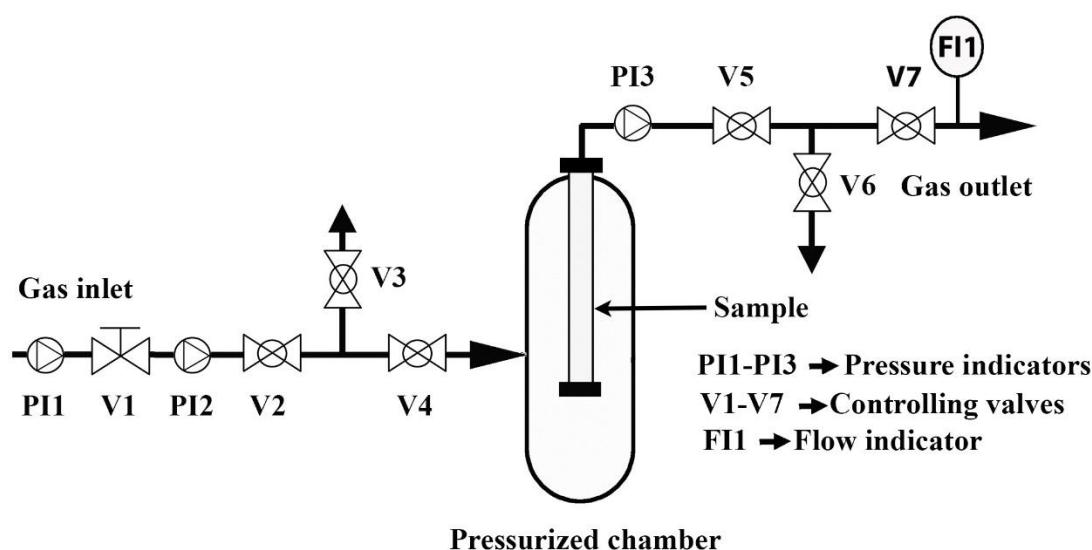 FI1
PI3
V5
V7
V6
Gas outlet
V3
Gas inlet
Sample
PI1
V1
PI2
V2
V4
PI1-PI3 → Pressure indicators
V1-V7 → Controlling valves
FI1 → Flow indicator
Pressurized chamber